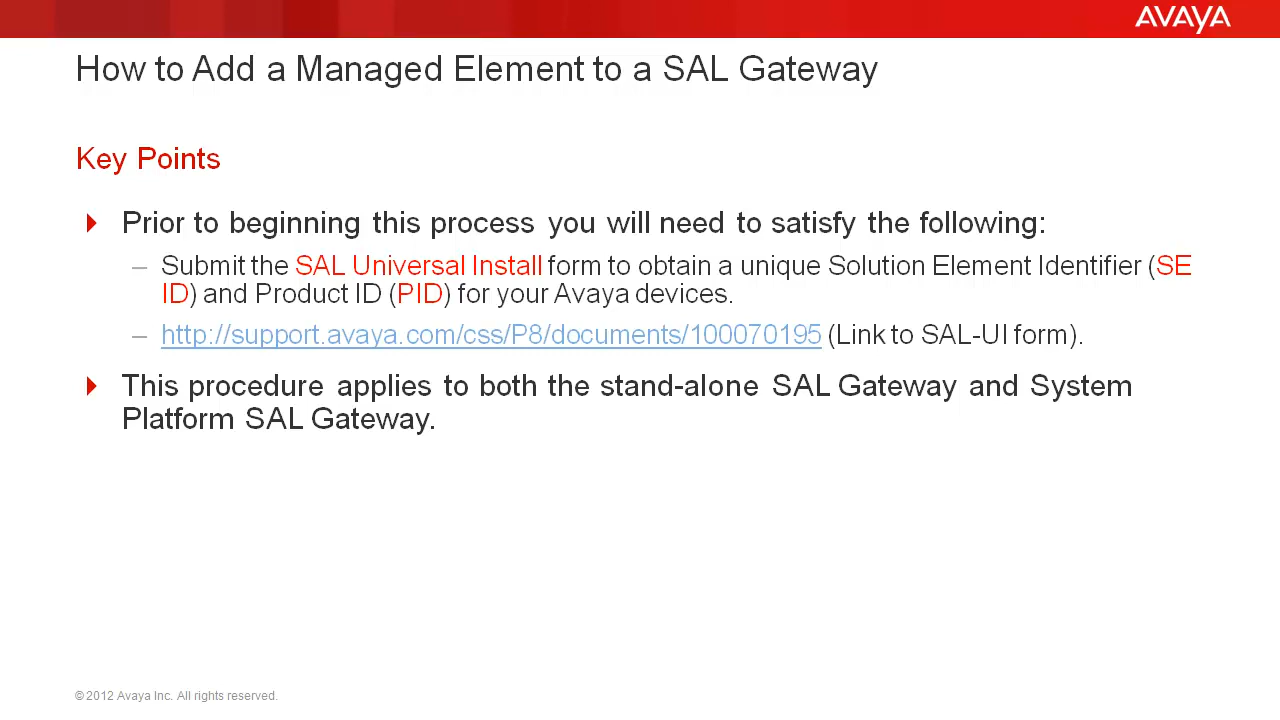 AVAYA
How to Add a Managed Element to a SAL Gateway
Key Points
Prior to beginning this process you will need to satisfy the following:
– Submit the SAL Universal Install form to obtain a unique Solution Element Identifier (SE
ID) and Product ID (PID) for your Avaya devices.
– http://support.avaya.com/css/P8/documents/100070195 (Link to SAL-UI form).
This procedure applies to both the stand-alone SAL Gateway and System
Platform SAL Gateway.
© 2012 Avaya Inc. All rights reserved.